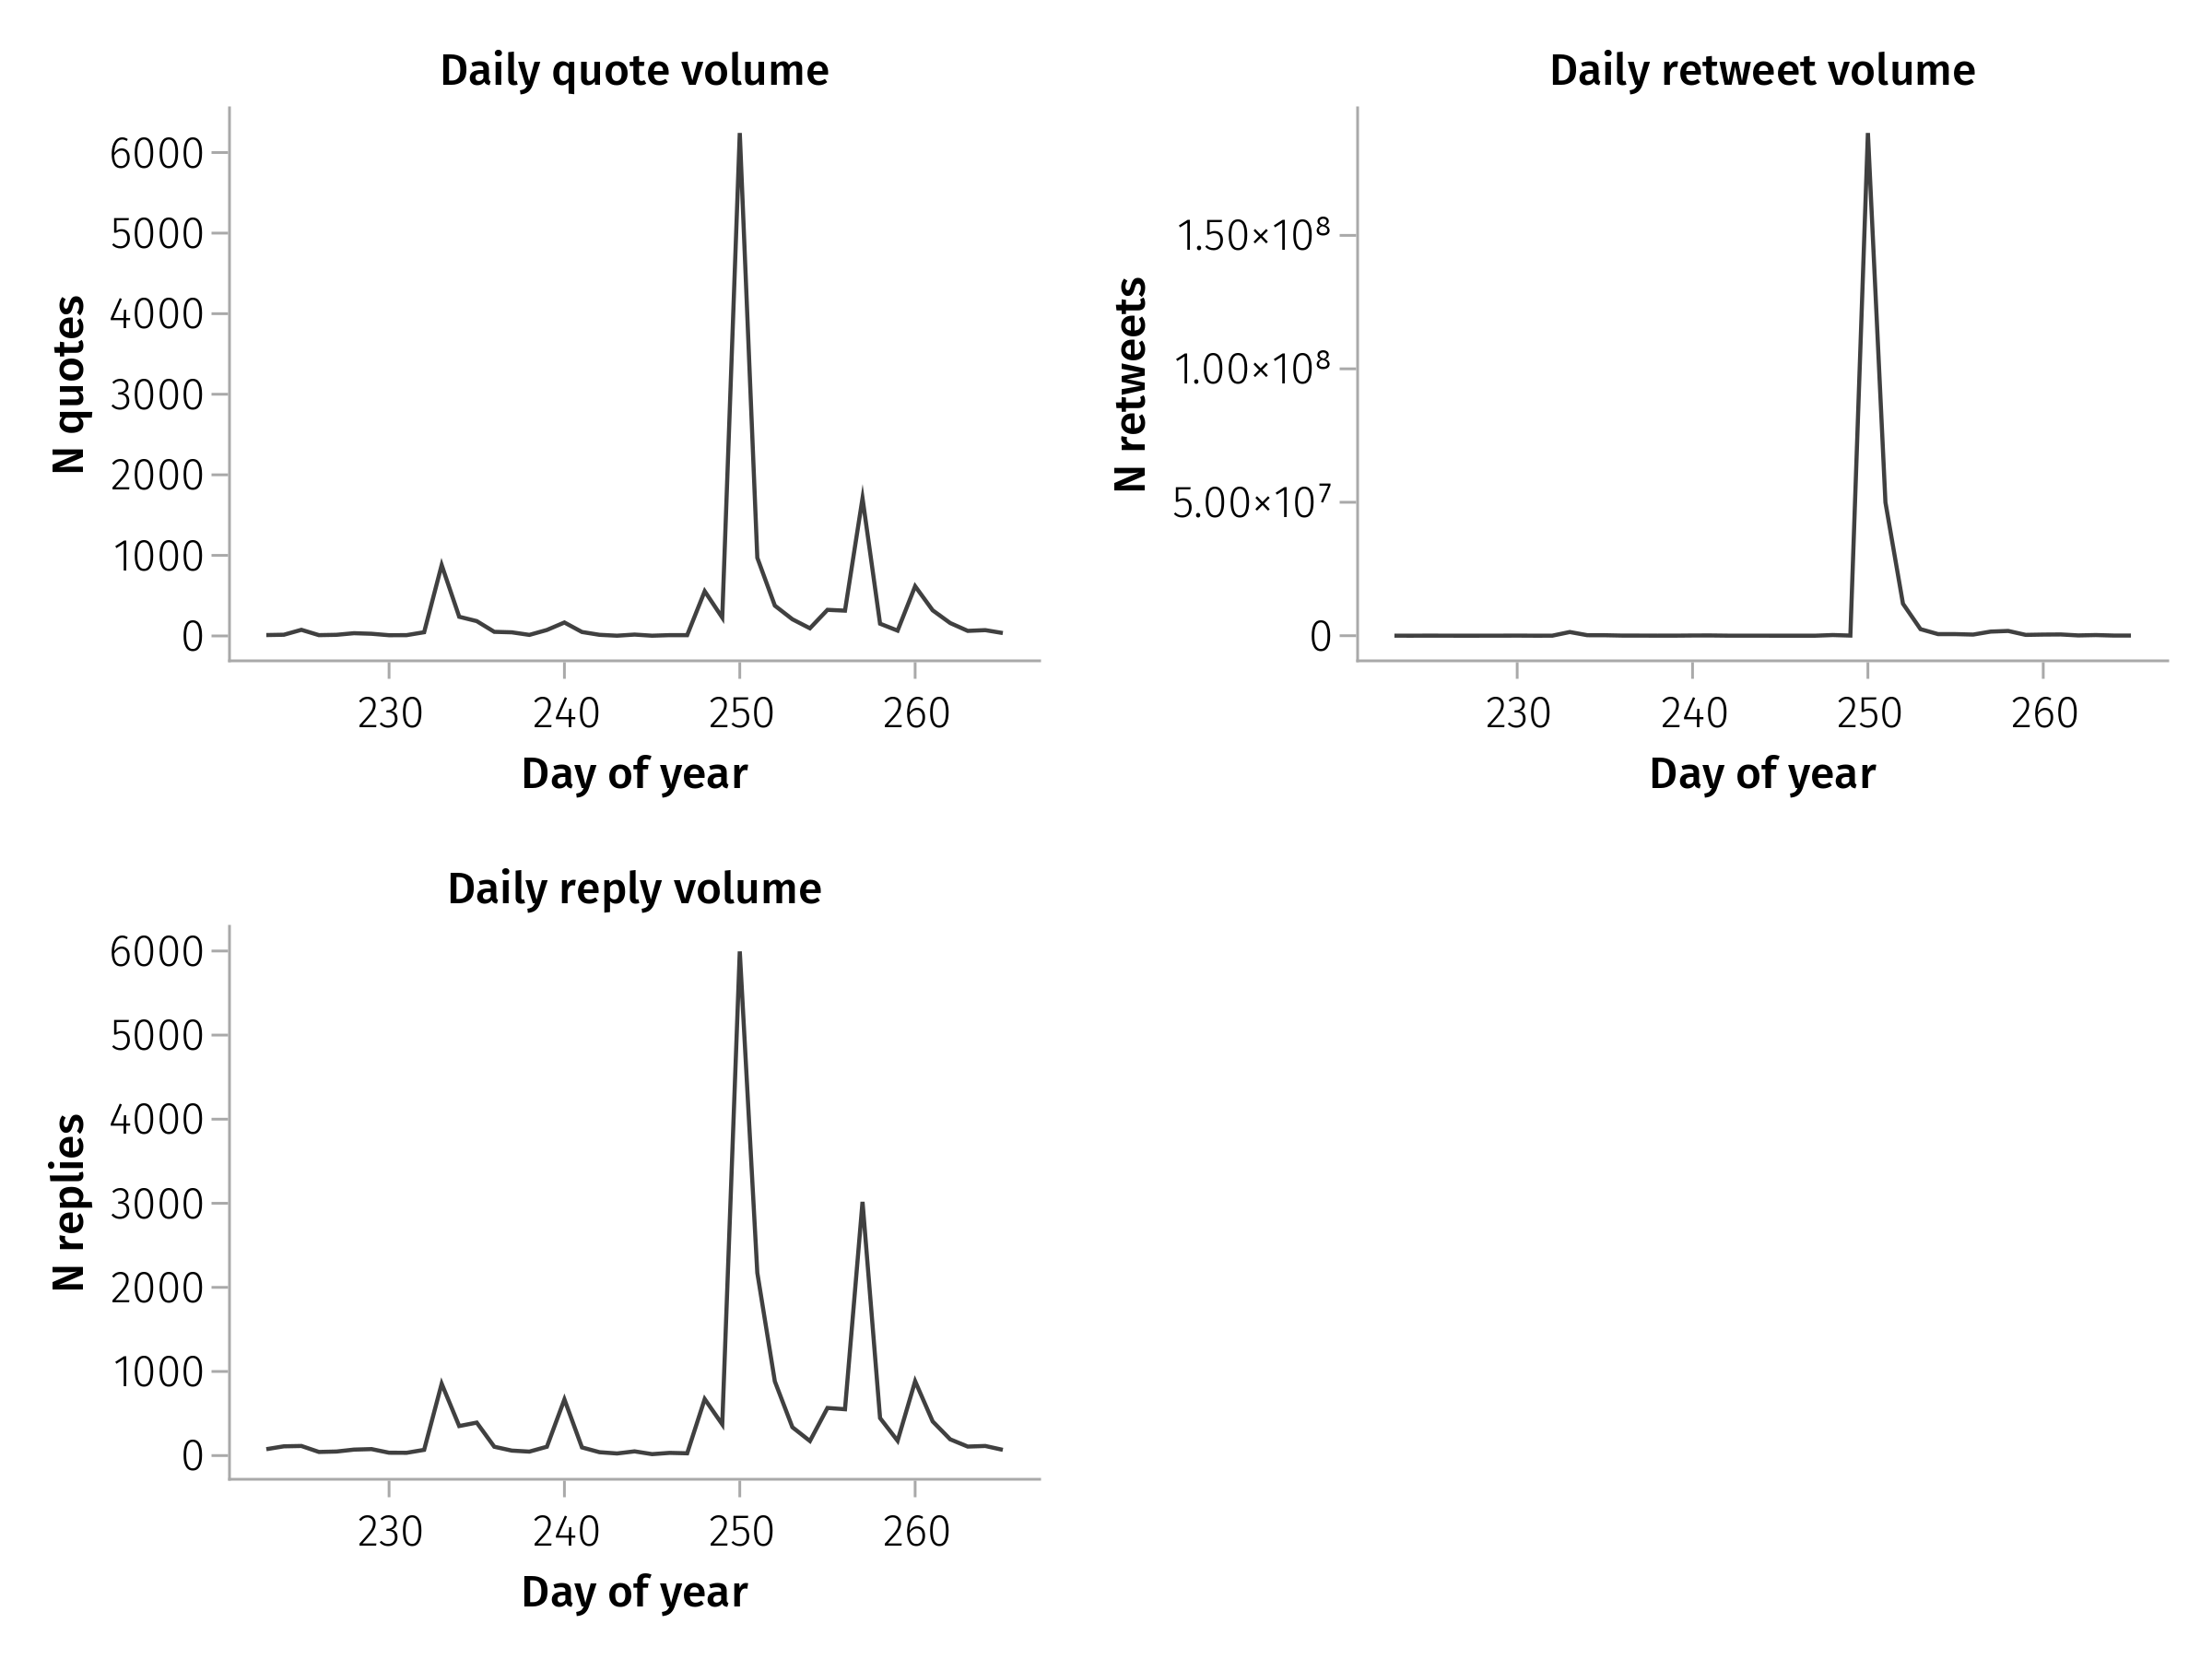 Daily quote volume
N quotes
6000
5000
4000
3000
2000
1000
0
230 240 250 260
Day of year
Daily retweet volume
N retweets
1.50×10⁸
1.00×10⁸
5.00×10⁷
0
230 240 250 260
Day of year
Daily reply volume
N replies
6000
5000
4000
3000
2000
1000
0
230 240 250 260
Day of year